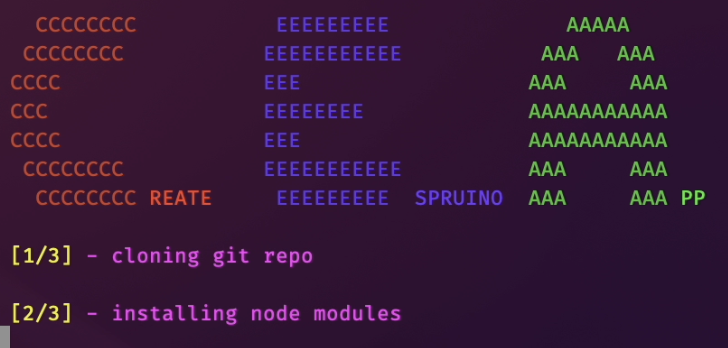 CCCCCCCC           EEEEEEEEE              AAAAA
 CCCCCCCC           EEEEEEEEEEE           AAA   AAA
CCCC                EEE                  AAA     AAA
CCC                 EEEEEEEE             AAAAAAAAAAA
CCCC                EEE                  AAAAAAAAAAA
 CCCCCCCC           EEEEEEEEEEE          AAA     AAA
  CCCCCCCC REATE     EEEEEEEEE  SPRUINO  AAA     AAA PP
[1/3] - cloning git repo
[2/3] - installing node modules